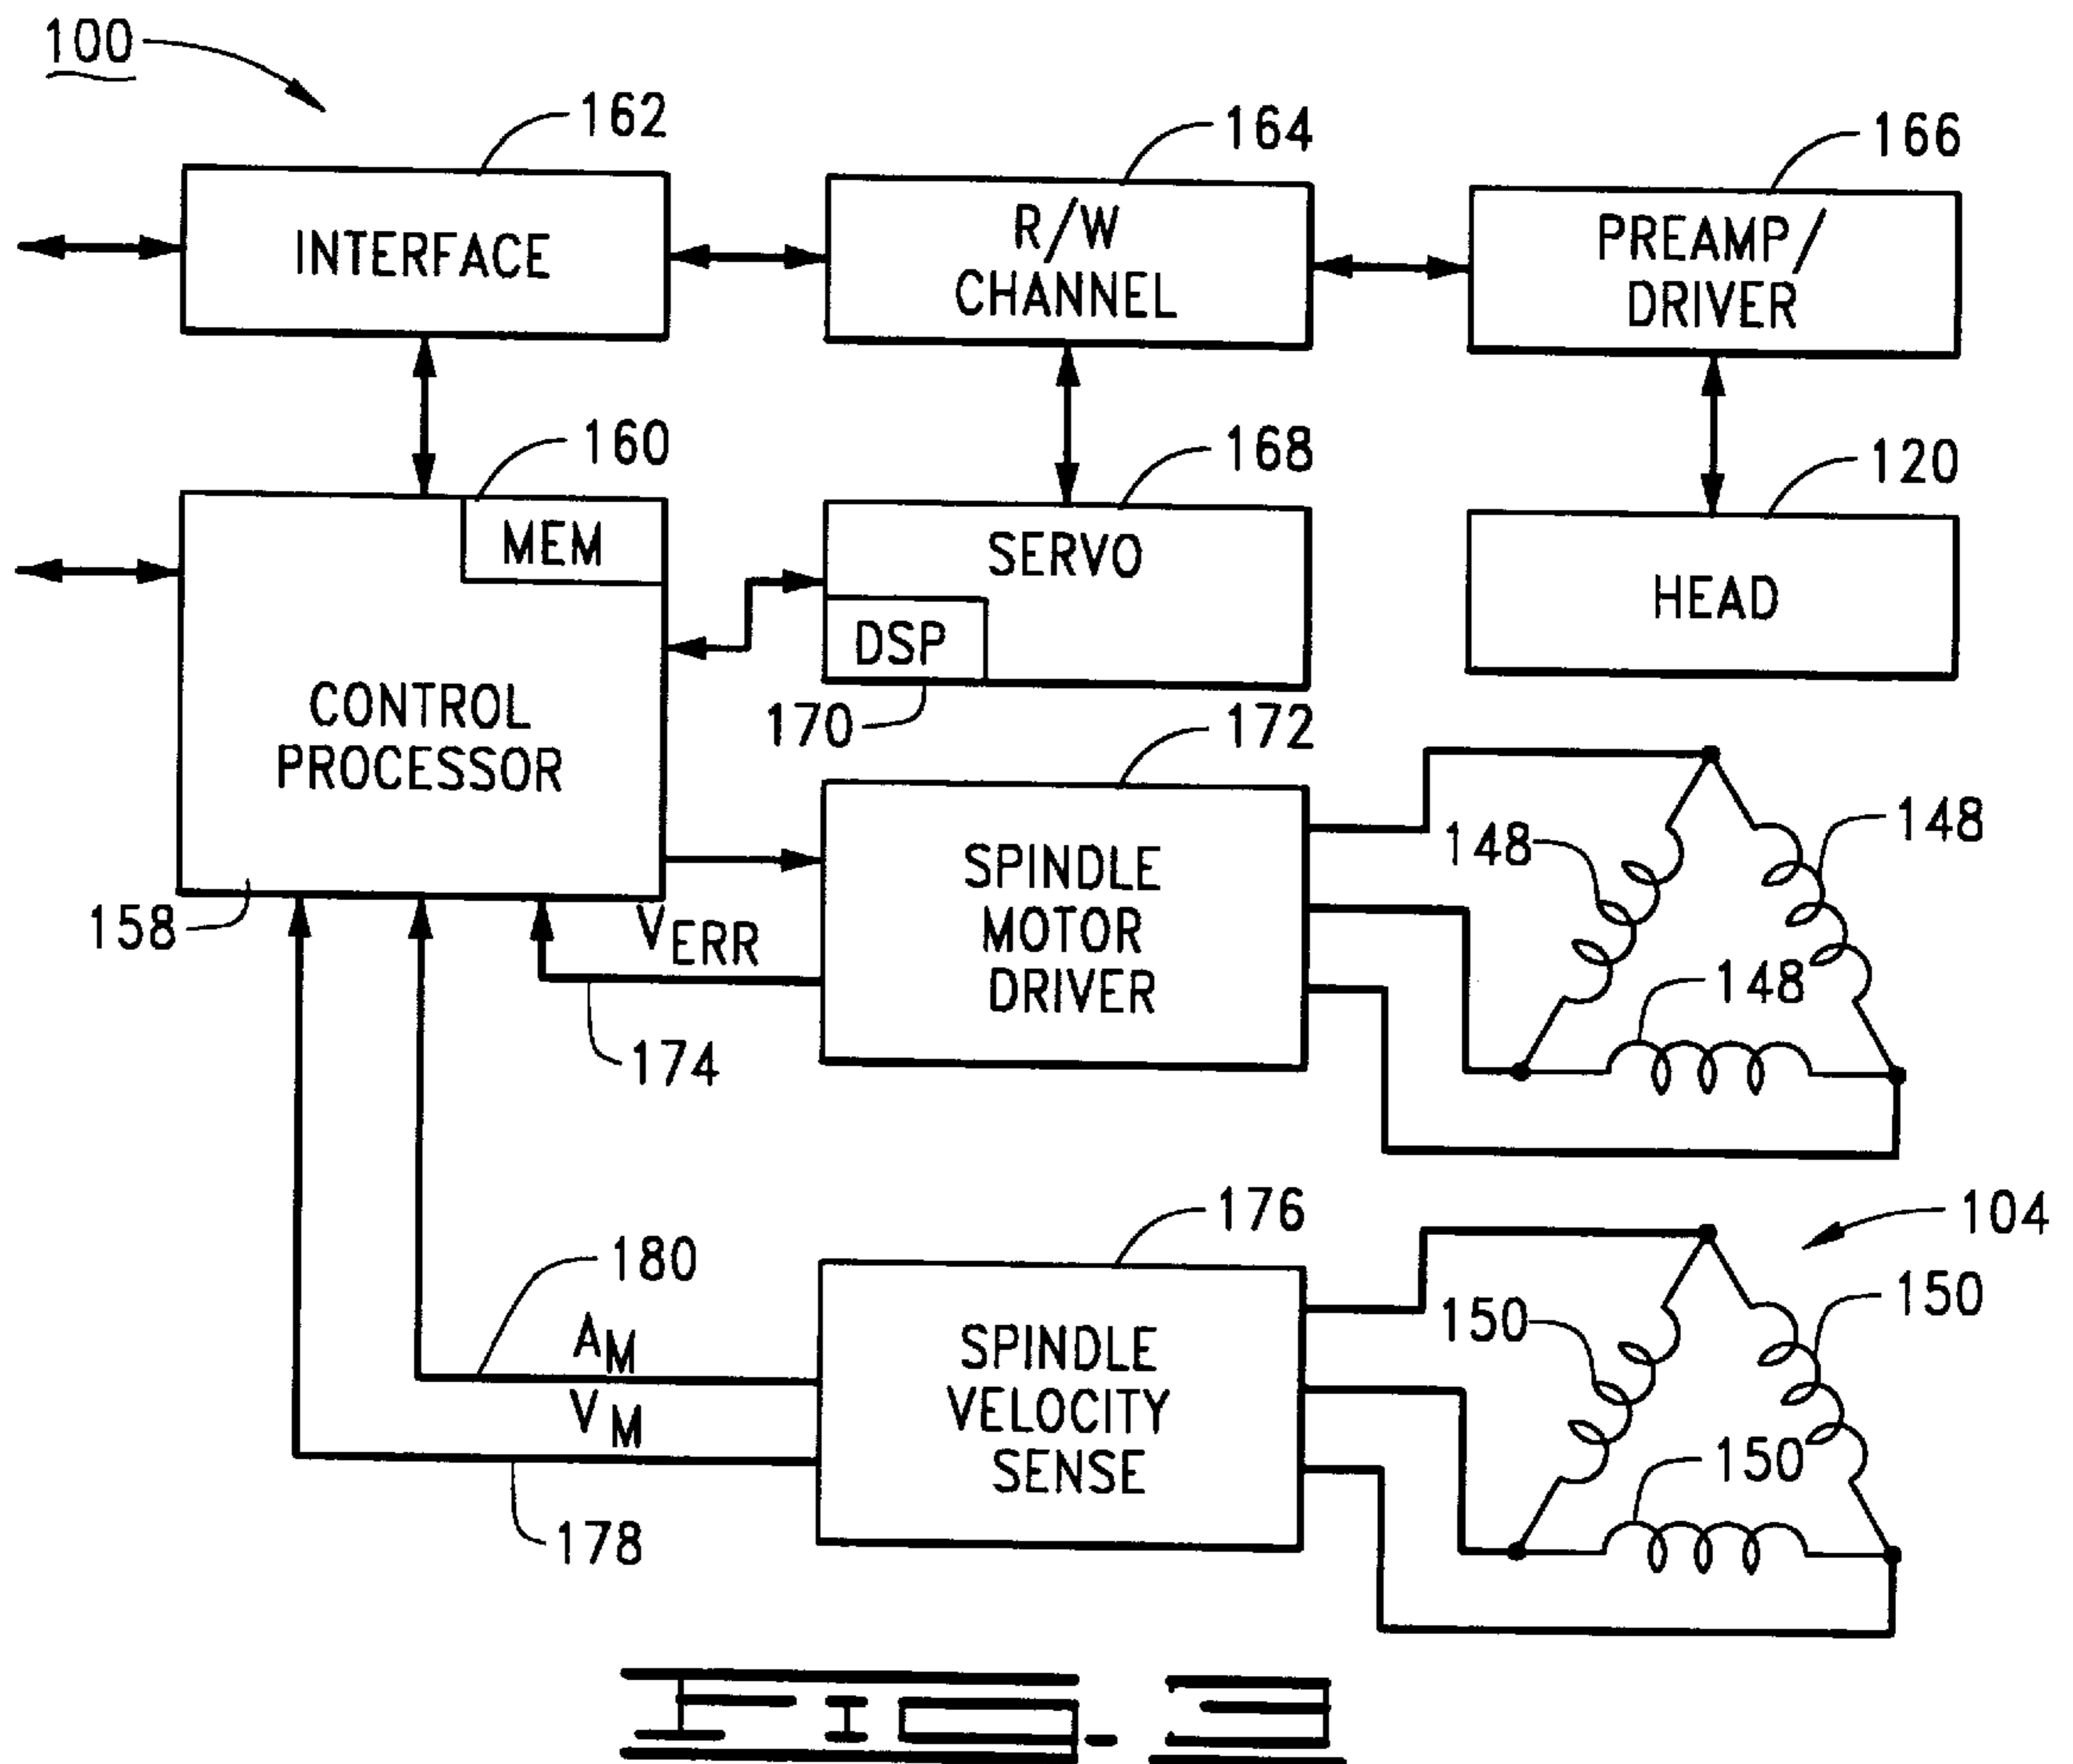 100
162
164
166
INTERFACE
R/W
CHANNEL
PREAMP/
DRIVER
160
168
120
MEM
SERVO
HEAD
DSP
CONTROL
PROCESSOR
170
172
148
148
158
VERR
SPINDLE
MOTOR
DRIVER
148
174
176
104
180
150
150
AM
VM
SPINDLE
VELOCITY
SENSE
150
178